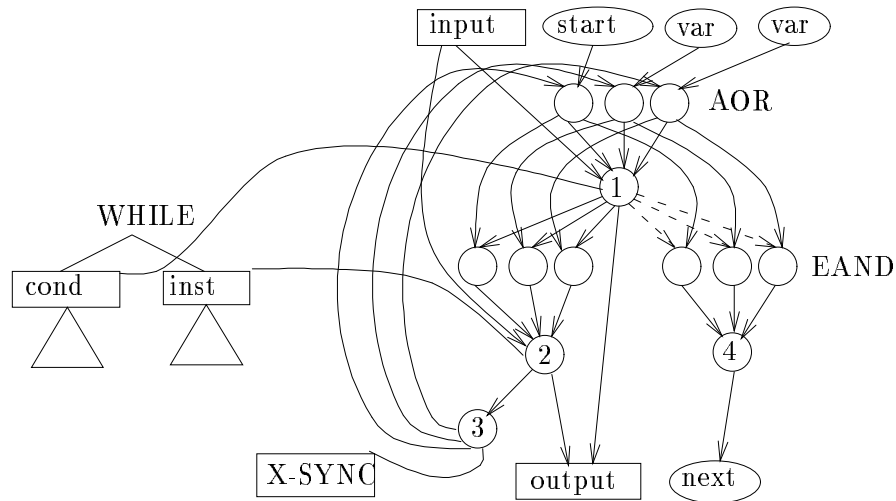 input
start
var
var
AOR
1
WHILE
cond
inst
EAND
2
4
3
X-SYNC
output
next